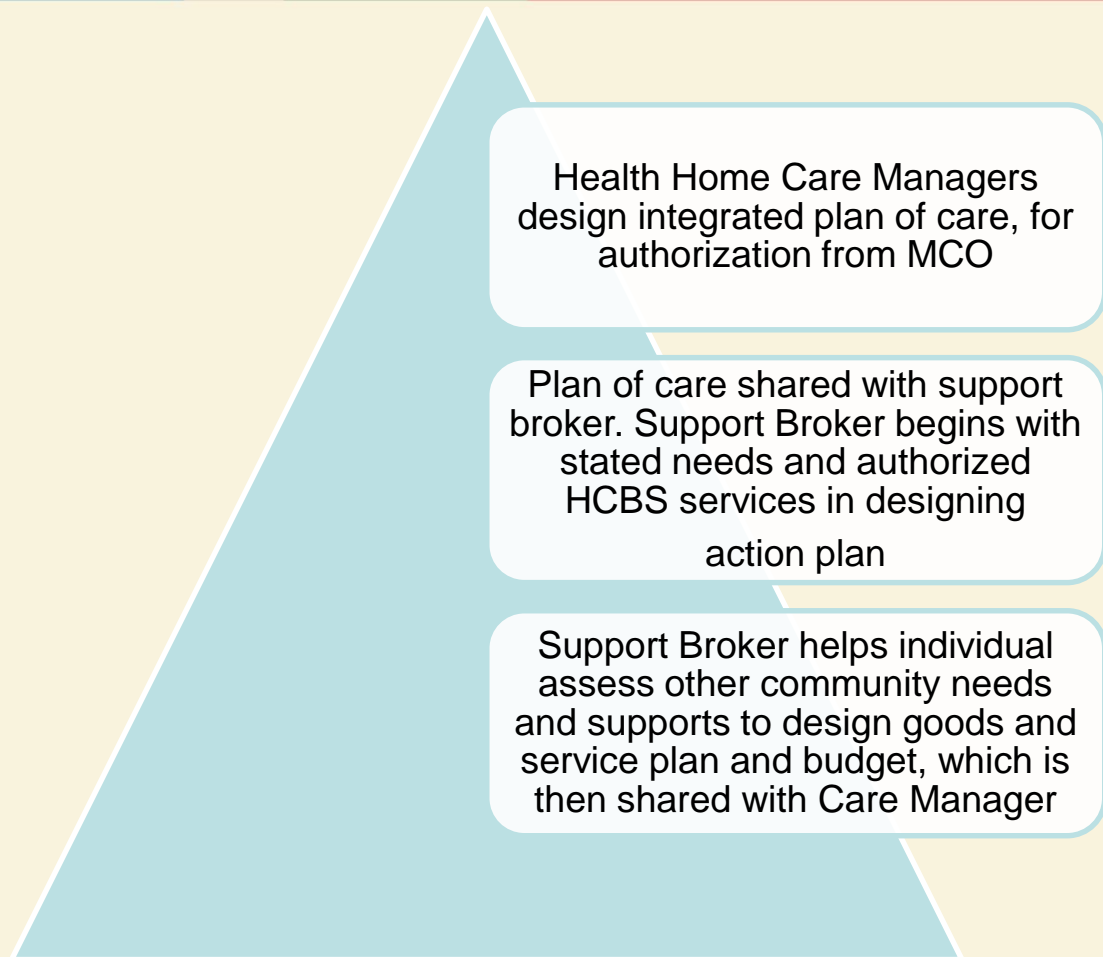 Health Home Care Managers
design integrated plan of care, for
authorization from MCO
Plan of care shared with support
broker. Support Broker begins with
stated needs and authorized
HCBS services in designing
action plan
Support Broker helps individual
assess other community needs
and supports to design goods and
service plan and budget, which is
then shared with Care Manager